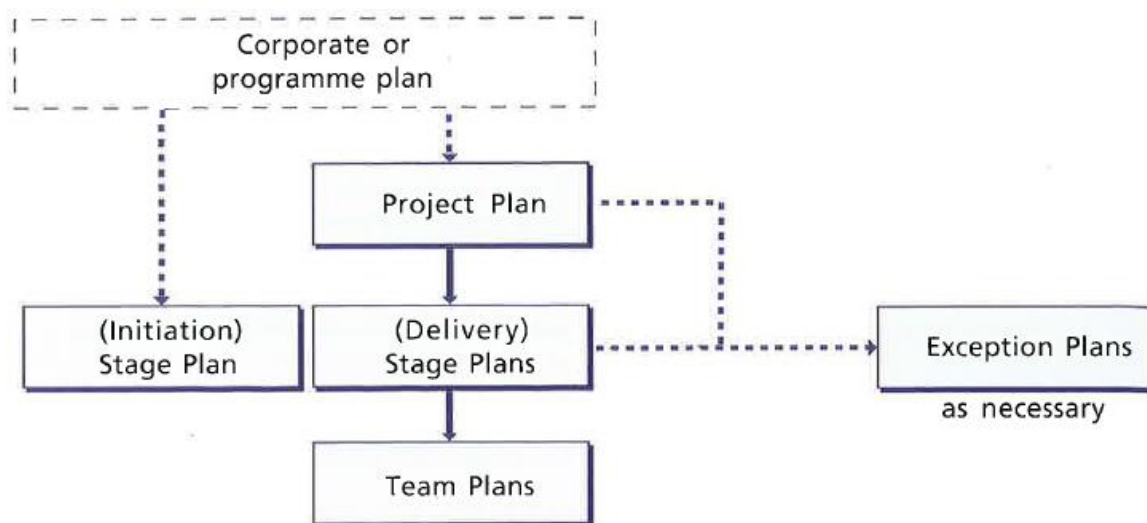 Corporate or
programme plan
Project Plan
(Initiation)
Stage Plan
(Delivery)
Stage Plans
Exception Plans
as necessary
Team Plans